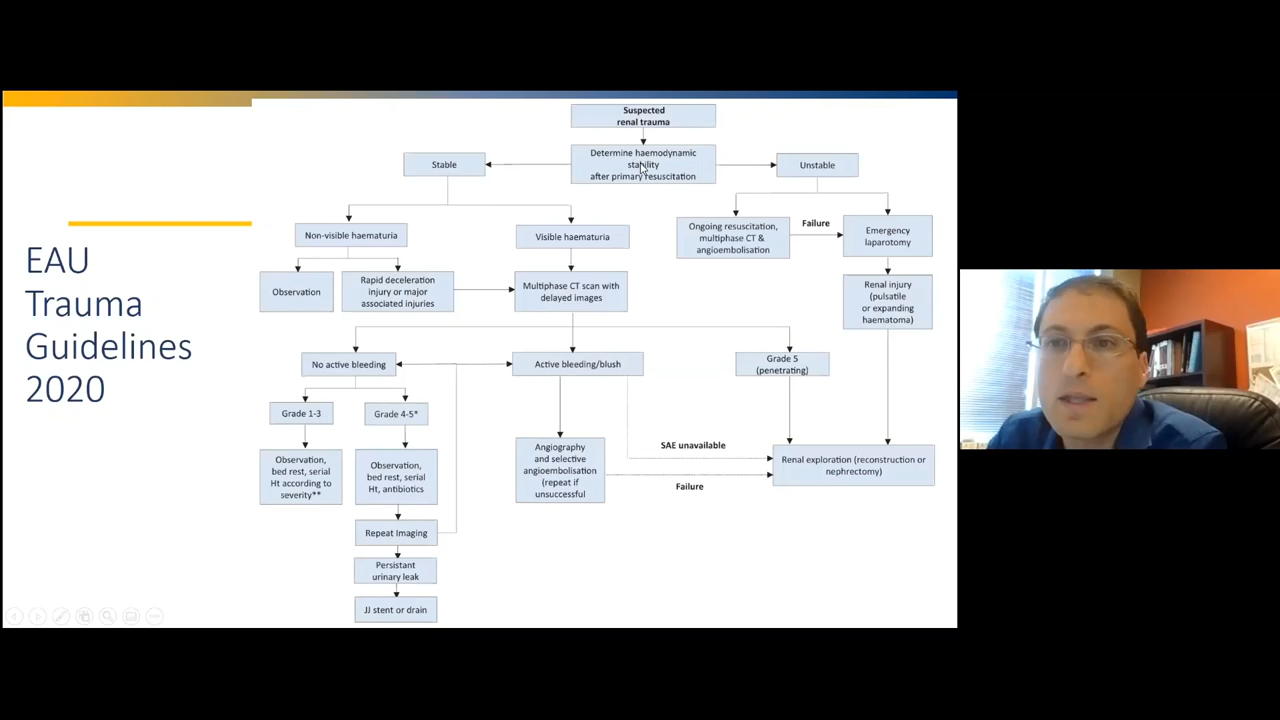 EAU
Trauma
Guidelines
2020
Suspected
renal trauma
Determine haemodynamic
stability
after primary resuscitation
Stable
Unstable
Non-visible haematuria
Visible haematuria
Ongoing resuscitation,
multiphase CT &
angioembolisation
Failure
Emergency
laparotomy
Observation
Rapid deceleration
injury or major
associated injuries
Multiphase CT scan with
delayed images
Renal injury
(pulsatile
or expanding
haematoma)
No active bleeding
Active bleeding/blush
Grade 5
(penetrating)
Grade 1-3
Grade 4-5*
Observation,
bed rest, serial
Ht according to
severity**
Observation,
bed rest, serial
Ht, antibiotics
Angiography
and selective
angioembolisation
(repeat if
unsuccessful
SAE unavailable
Failure
Renal exploration (reconstruction or
nephrectomy)
Repeat Imaging
Persistant
urinary leak
JJ stent or drain